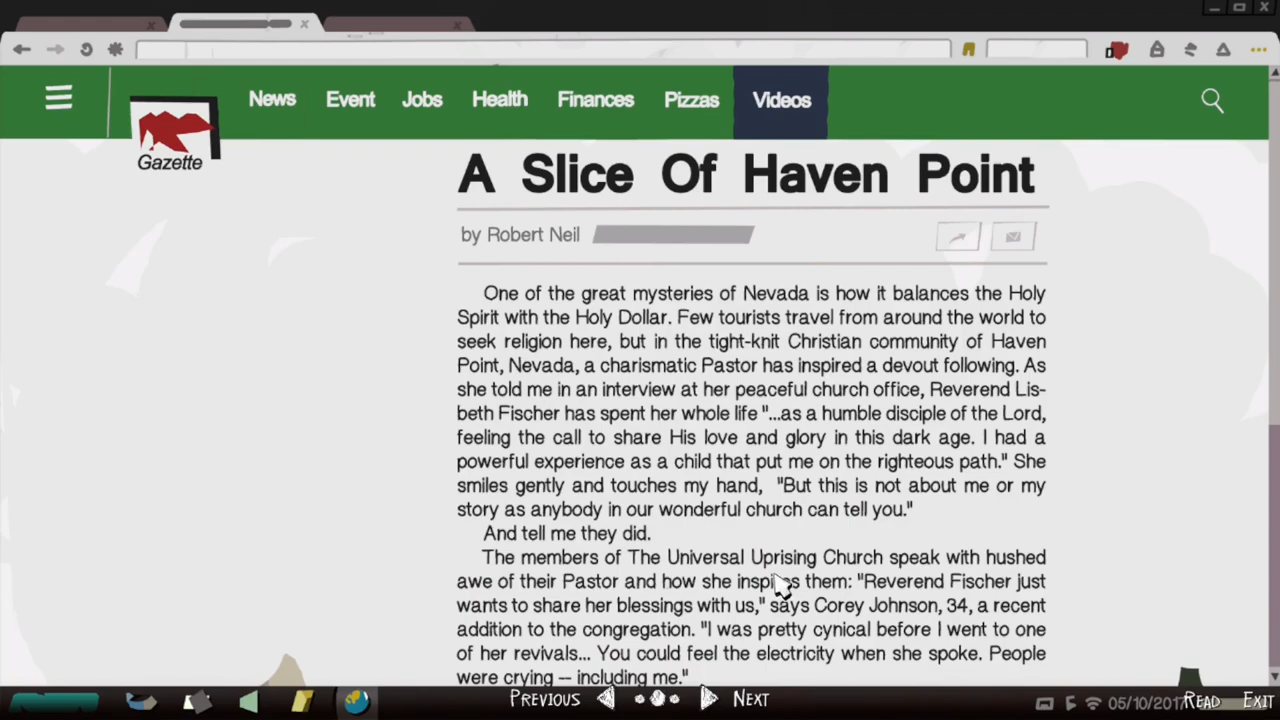 News Event Jobs Health Finances Pizzas Videos
Gazette
A Slice Of Haven Point
by Robert Neil
One of the great mysteries of Nevada is how it balances the Holy
Spirit with the Holy Dollar. Few tourists travel from around the world to
seek religion here, but in the tight-knit Christian community of Haven
Point, Nevada, a charismatic Pastor has inspired a devout following. As
she told me in an interview at her peaceful church office, Reverend Lis-
beth Fischer has spent her whole life "...as a humble disciple of the Lord,
feeling the call to share His love and glory in this dark age. I had a
powerful experience as a child that put me on the righteous path." She
smiles gently and touches my hand, "But this is not about me or my
story as anybody in our wonderful church can tell you."
And tell me they did.
The members of The Universal Uprising Church speak with hushed
awe of their Pastor and how she inspires them: "Reverend Fischer just
wants to share her blessings with us," says Corey Johnson, 34, a recent
addition to the congregation. "I was pretty cynical before I went to one
of her revivals... You could feel the electricity when she spoke. People
were crying -- including me."
Previous Next
05/10/2017
Read Exit